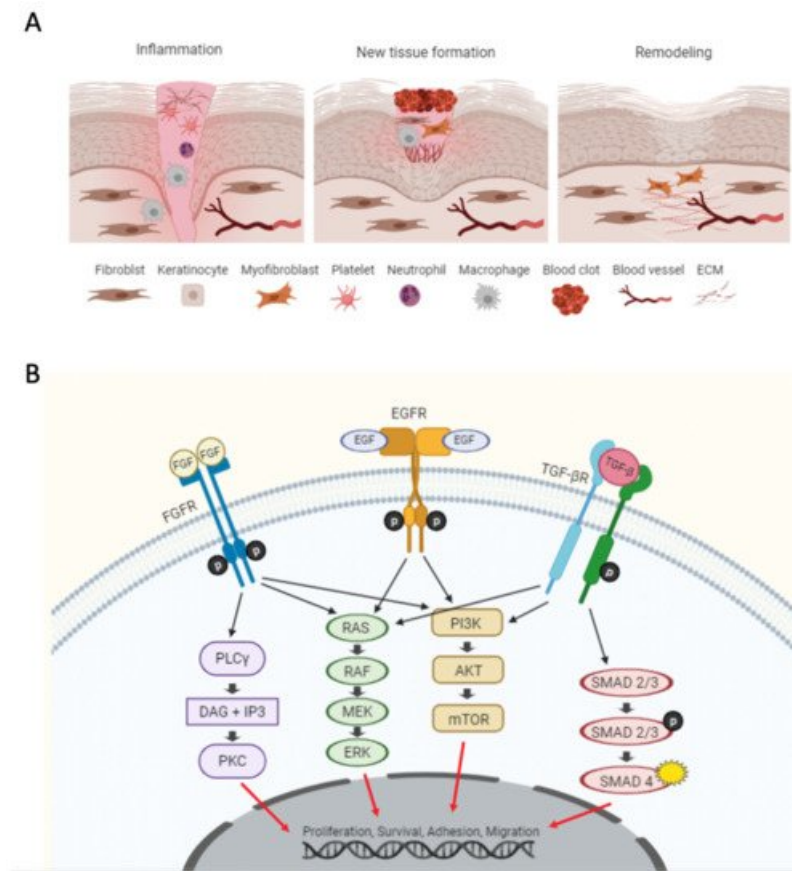 A
Inflammation New tissue formation Remodeling
Fibroblst Keratinocyte Myofibroblast Platelet Neutrophil Macrophage Blood clot Blood vessel ECM
B
EGFR
EGF EGF
FGF FGF
TGF-β
TGF-βR
FGFR
P P
P P
P
RAS PI3K
PLCγ
RAF AKT SMAD 2/3
DAG + IP3 MEK mTOR SMAD 2/3 P
PKC ERK
SMAD 4
Proliferation, Survival, Adhesion, Migration